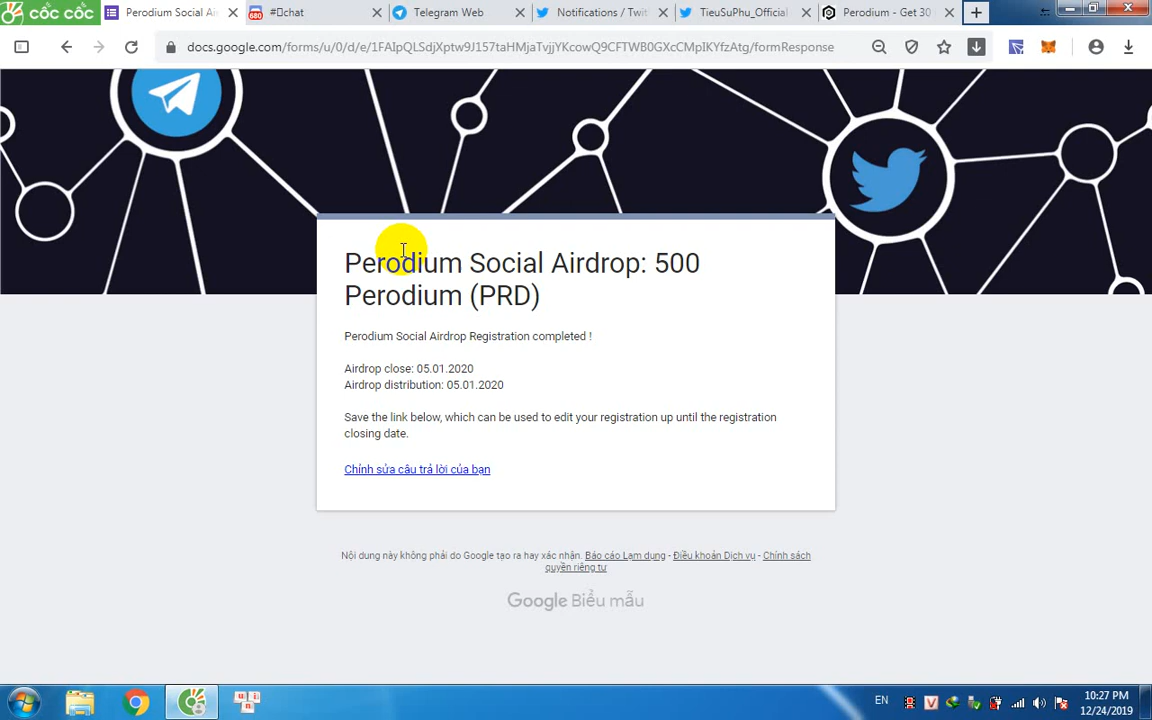 cốc cốc
Perodium Social Ai
#chat
Telegram Web
Notifications / Twit
TieuSuPhu_Official
Perodium - Get 30
docs.google.com/forms/u/0/d/e/1FAIpQLSdjXptw9J157taHMjaTvjjYKcowQ9CFTWB0GXcCMpIKYfzAtg/formResponse
Perodium Social Airdrop: 500
Perodium (PRD)
Perodium Social Airdrop Registration completed !
Airdrop close: 05.01.2020
Airdrop distribution: 05.01.2020
Save the link below, which can be used to edit your registration up until the registration
closing date.
Chỉnh sửa câu trả lời của bạn
Nội dung này không phải do Google tạo ra hay xác nhận. Báo cáo Lạm dụng - Điều khoản Dịch vụ - Chính sách
quyền riêng tư
Google Biểu mẫu
EN
10:27 PM
12/24/2019